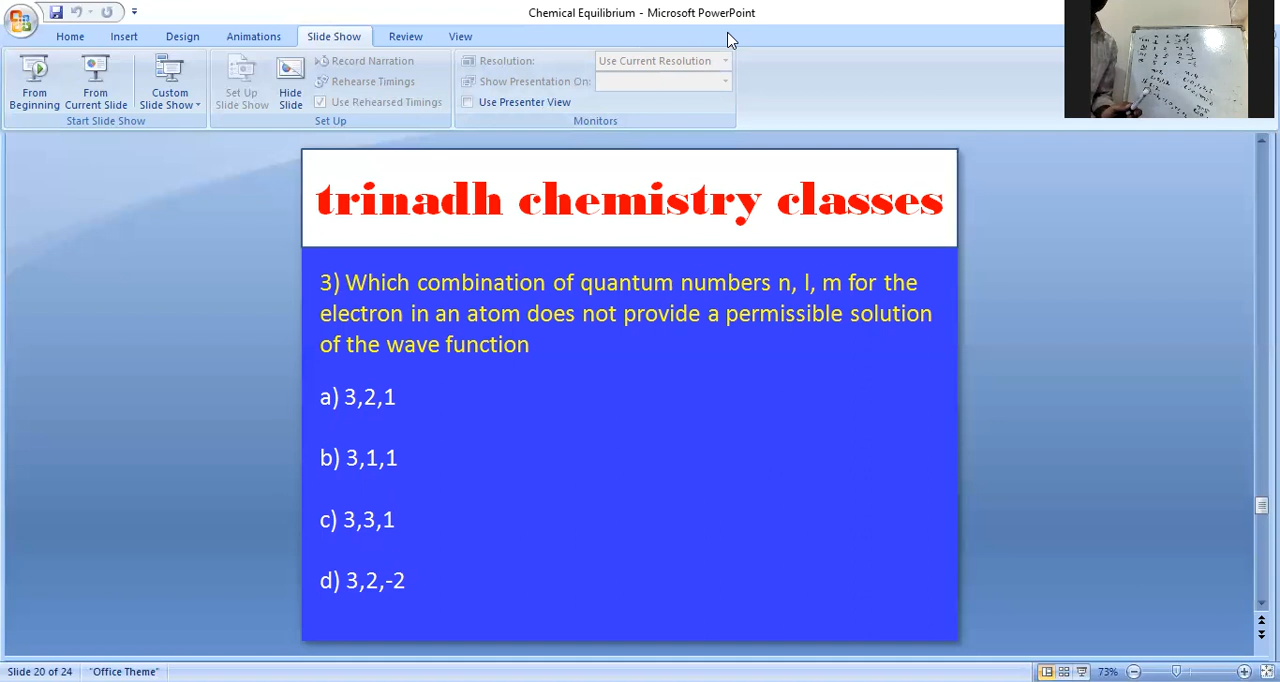 Chemical Equilibrium - Microsoft PowerPoint
Home Insert Design Animations Slide Show Review View
From Beginning
From Current Slide
Custom Slide Show
Set Up Slide Show
Hide Slide
Record Narration
Rehearse Timings
Use Rehearsed Timings
Resolution: Use Current Resolution
Show Presentation On:
Use Presenter View
Start Slide Show Set Up Monitors
trinadh chemistry classes
3) Which combination of quantum numbers n, l, m for the
electron in an atom does not provide a permissible solution
of the wave function
a) 3,2,1
b) 3,1,1
c) 3,3,1
d) 3,2,-2
Slide 20 of 24 "Office Theme" 73%